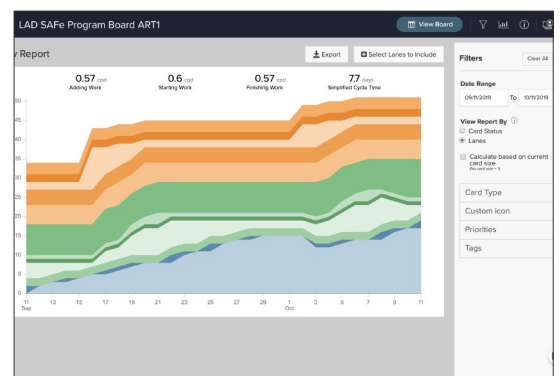 LAD SAFe Program Board ART1
View Board
Report
Export
Select Lanes to Include
0.57 cpd
Adding Work
0.6 cpd
Starting Work
0.57 cpd
Finishing Work
7.7 days
Simplified Cycle Time
50
45
40
35
30
25
20
15
10
5
0
11 13 15 17 19 21 23 25 27 29 1 3 5 7 9 11
Sep Oct
Filters
Clear All
Date Range
09/11/2019 To 10/11/2019
View Report By
Card Status
Lanes
Calculate based on current
card size
Card Type
Custom Icon
Priorities
Tags